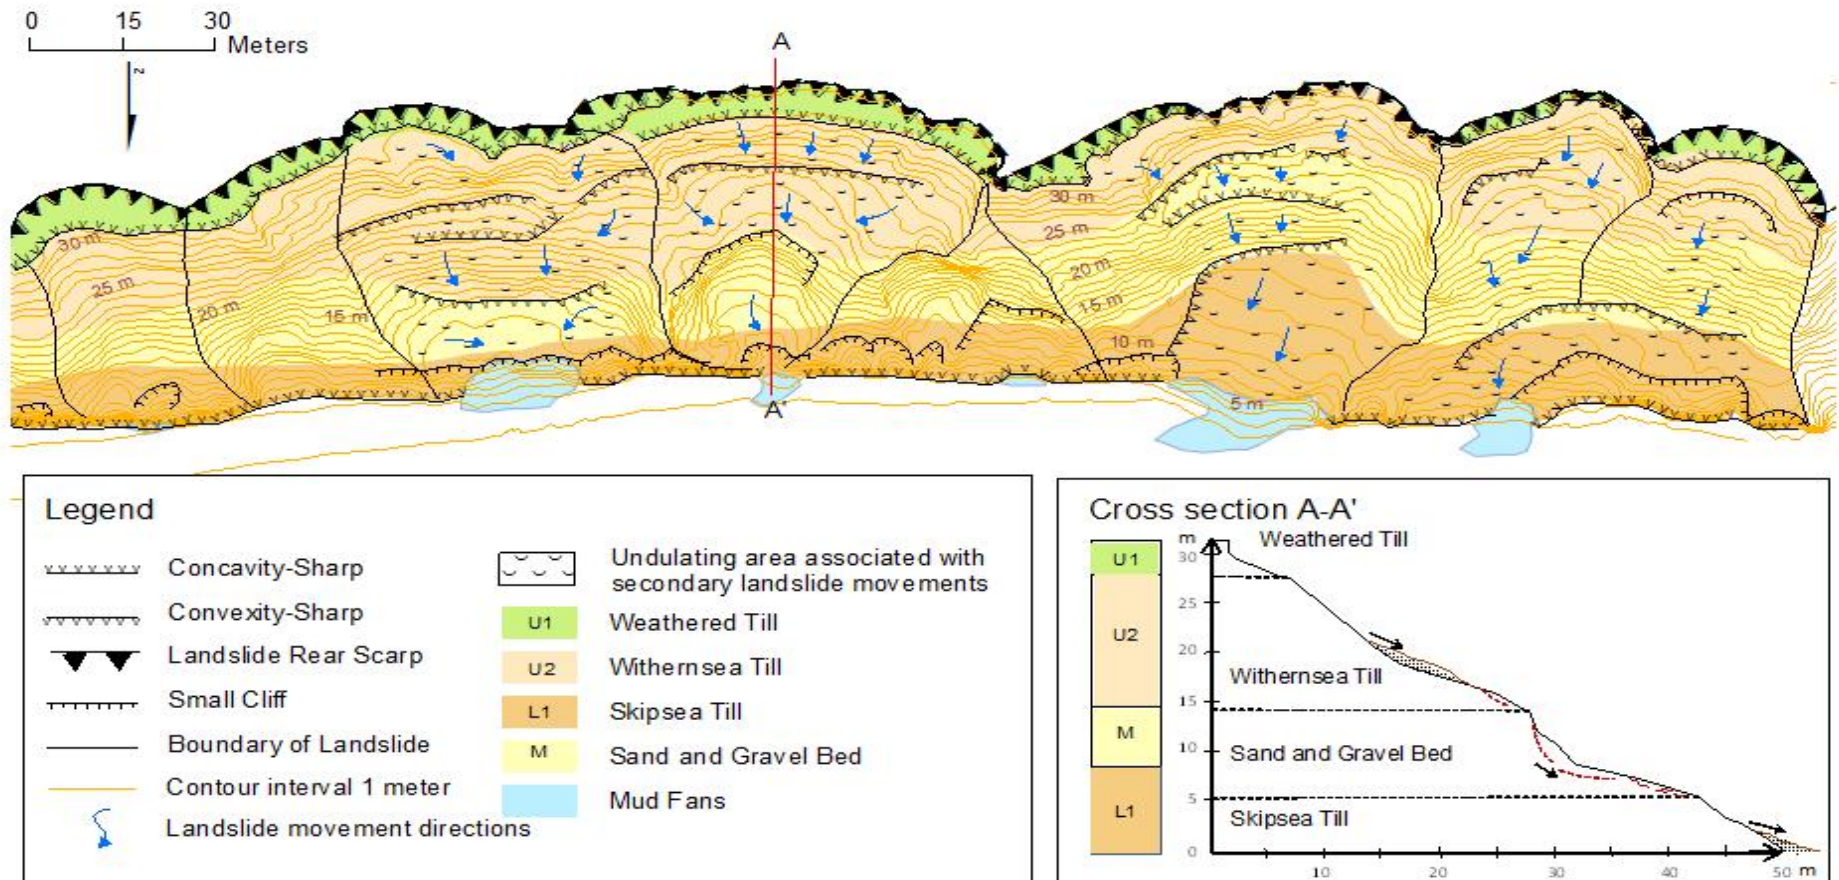 0 15 30
Meters
z
A
30 m
25 m
20 m
15 m
30 m
25 m
20 m
15 m
10 m
5 m
A'
Legend
Concavity-Sharp
Convexity-Sharp
Landslide Rear Scarp
Small Cliff
Boundary of Landslide
Contour interval 1 meter
Landslide movement directions
Undulating area associated with
secondary landslide movements
U1 Weathered Till
U2 Withernsea Till
L1 Skipsea Till
M Sand and Gravel Bed
Mud Fans
Cross section A-A'
U1
U2
M
L1
m
30
25
20
15
10
5
0
Weathered Till
Withernsea Till
Sand and Gravel Bed
Skipsea Till
10 20 30 40 50 m